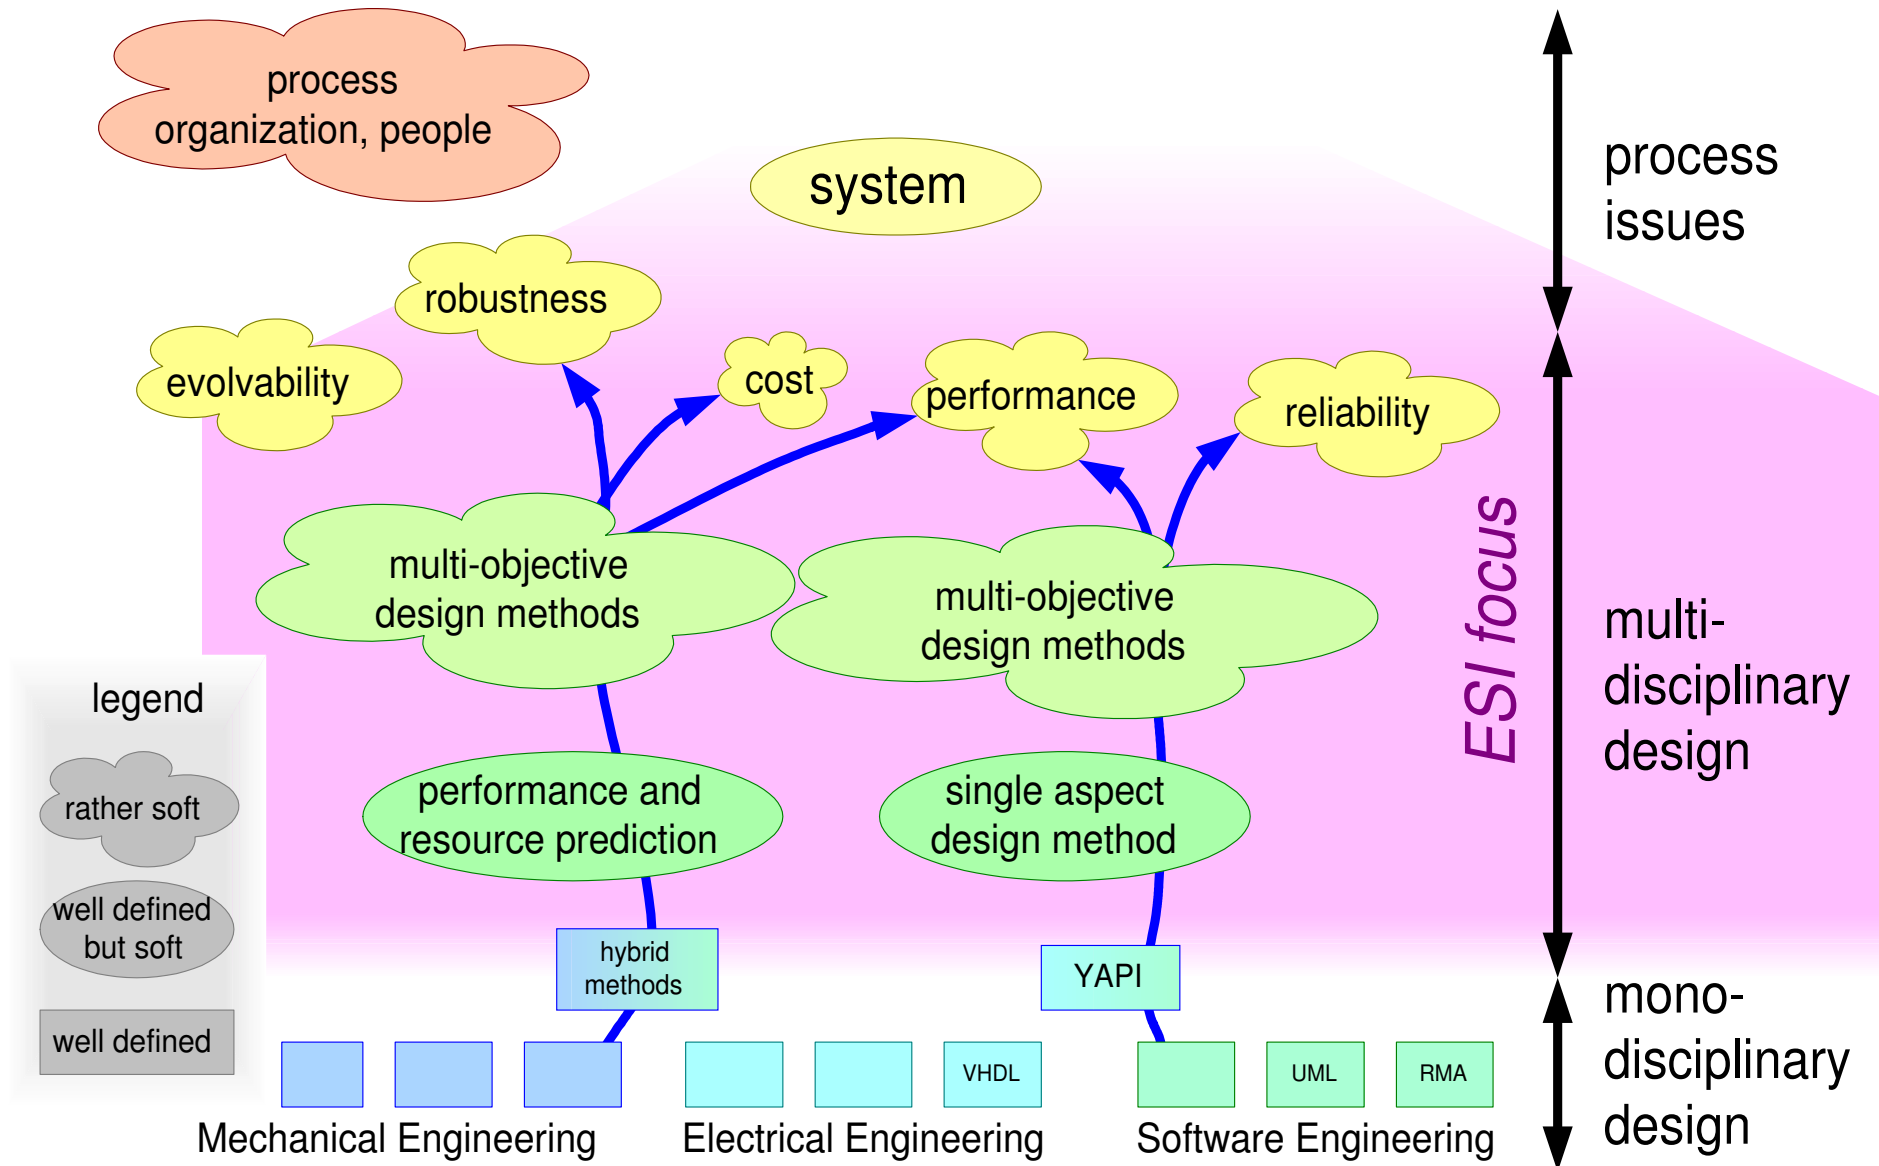 process
organization, people
system
process
issues
robustness
evolvability
cost
performance
reliability
multi-objective
design methods
multi-objective
design methods
ESI focus
multi-
disciplinary
design
legend
rather soft
well defined
but soft
well defined
performance and
resource prediction
single aspect
design method
hybrid
methods
YAPI
mono-
disciplinary
design
VHDL
UML
RMA
Mechanical Engineering
Electrical Engineering
Software Engineering